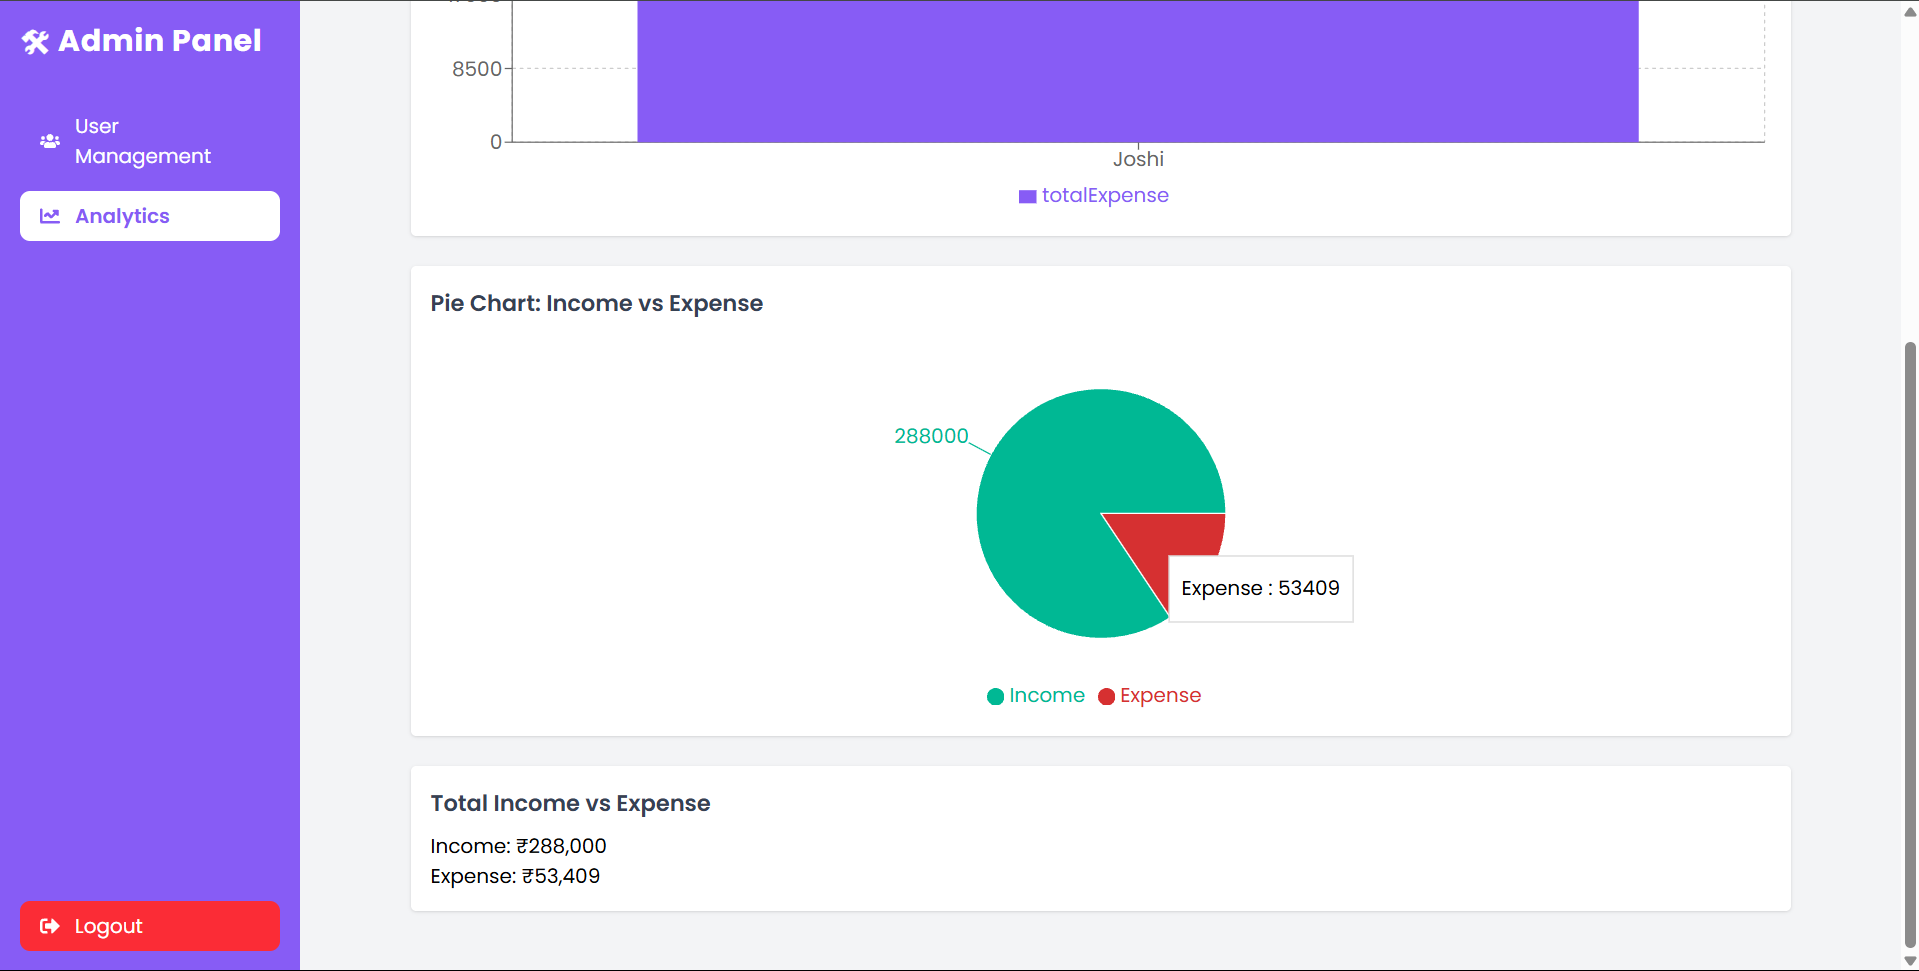 Admin Panel
User
Management
Analytics
Logout
8500
0
Joshi
totalExpense
Pie Chart: Income vs Expense
288000
Expense : 53409
Income
Expense
Total Income vs Expense
Income: ₹288,000
Expense: ₹53,409